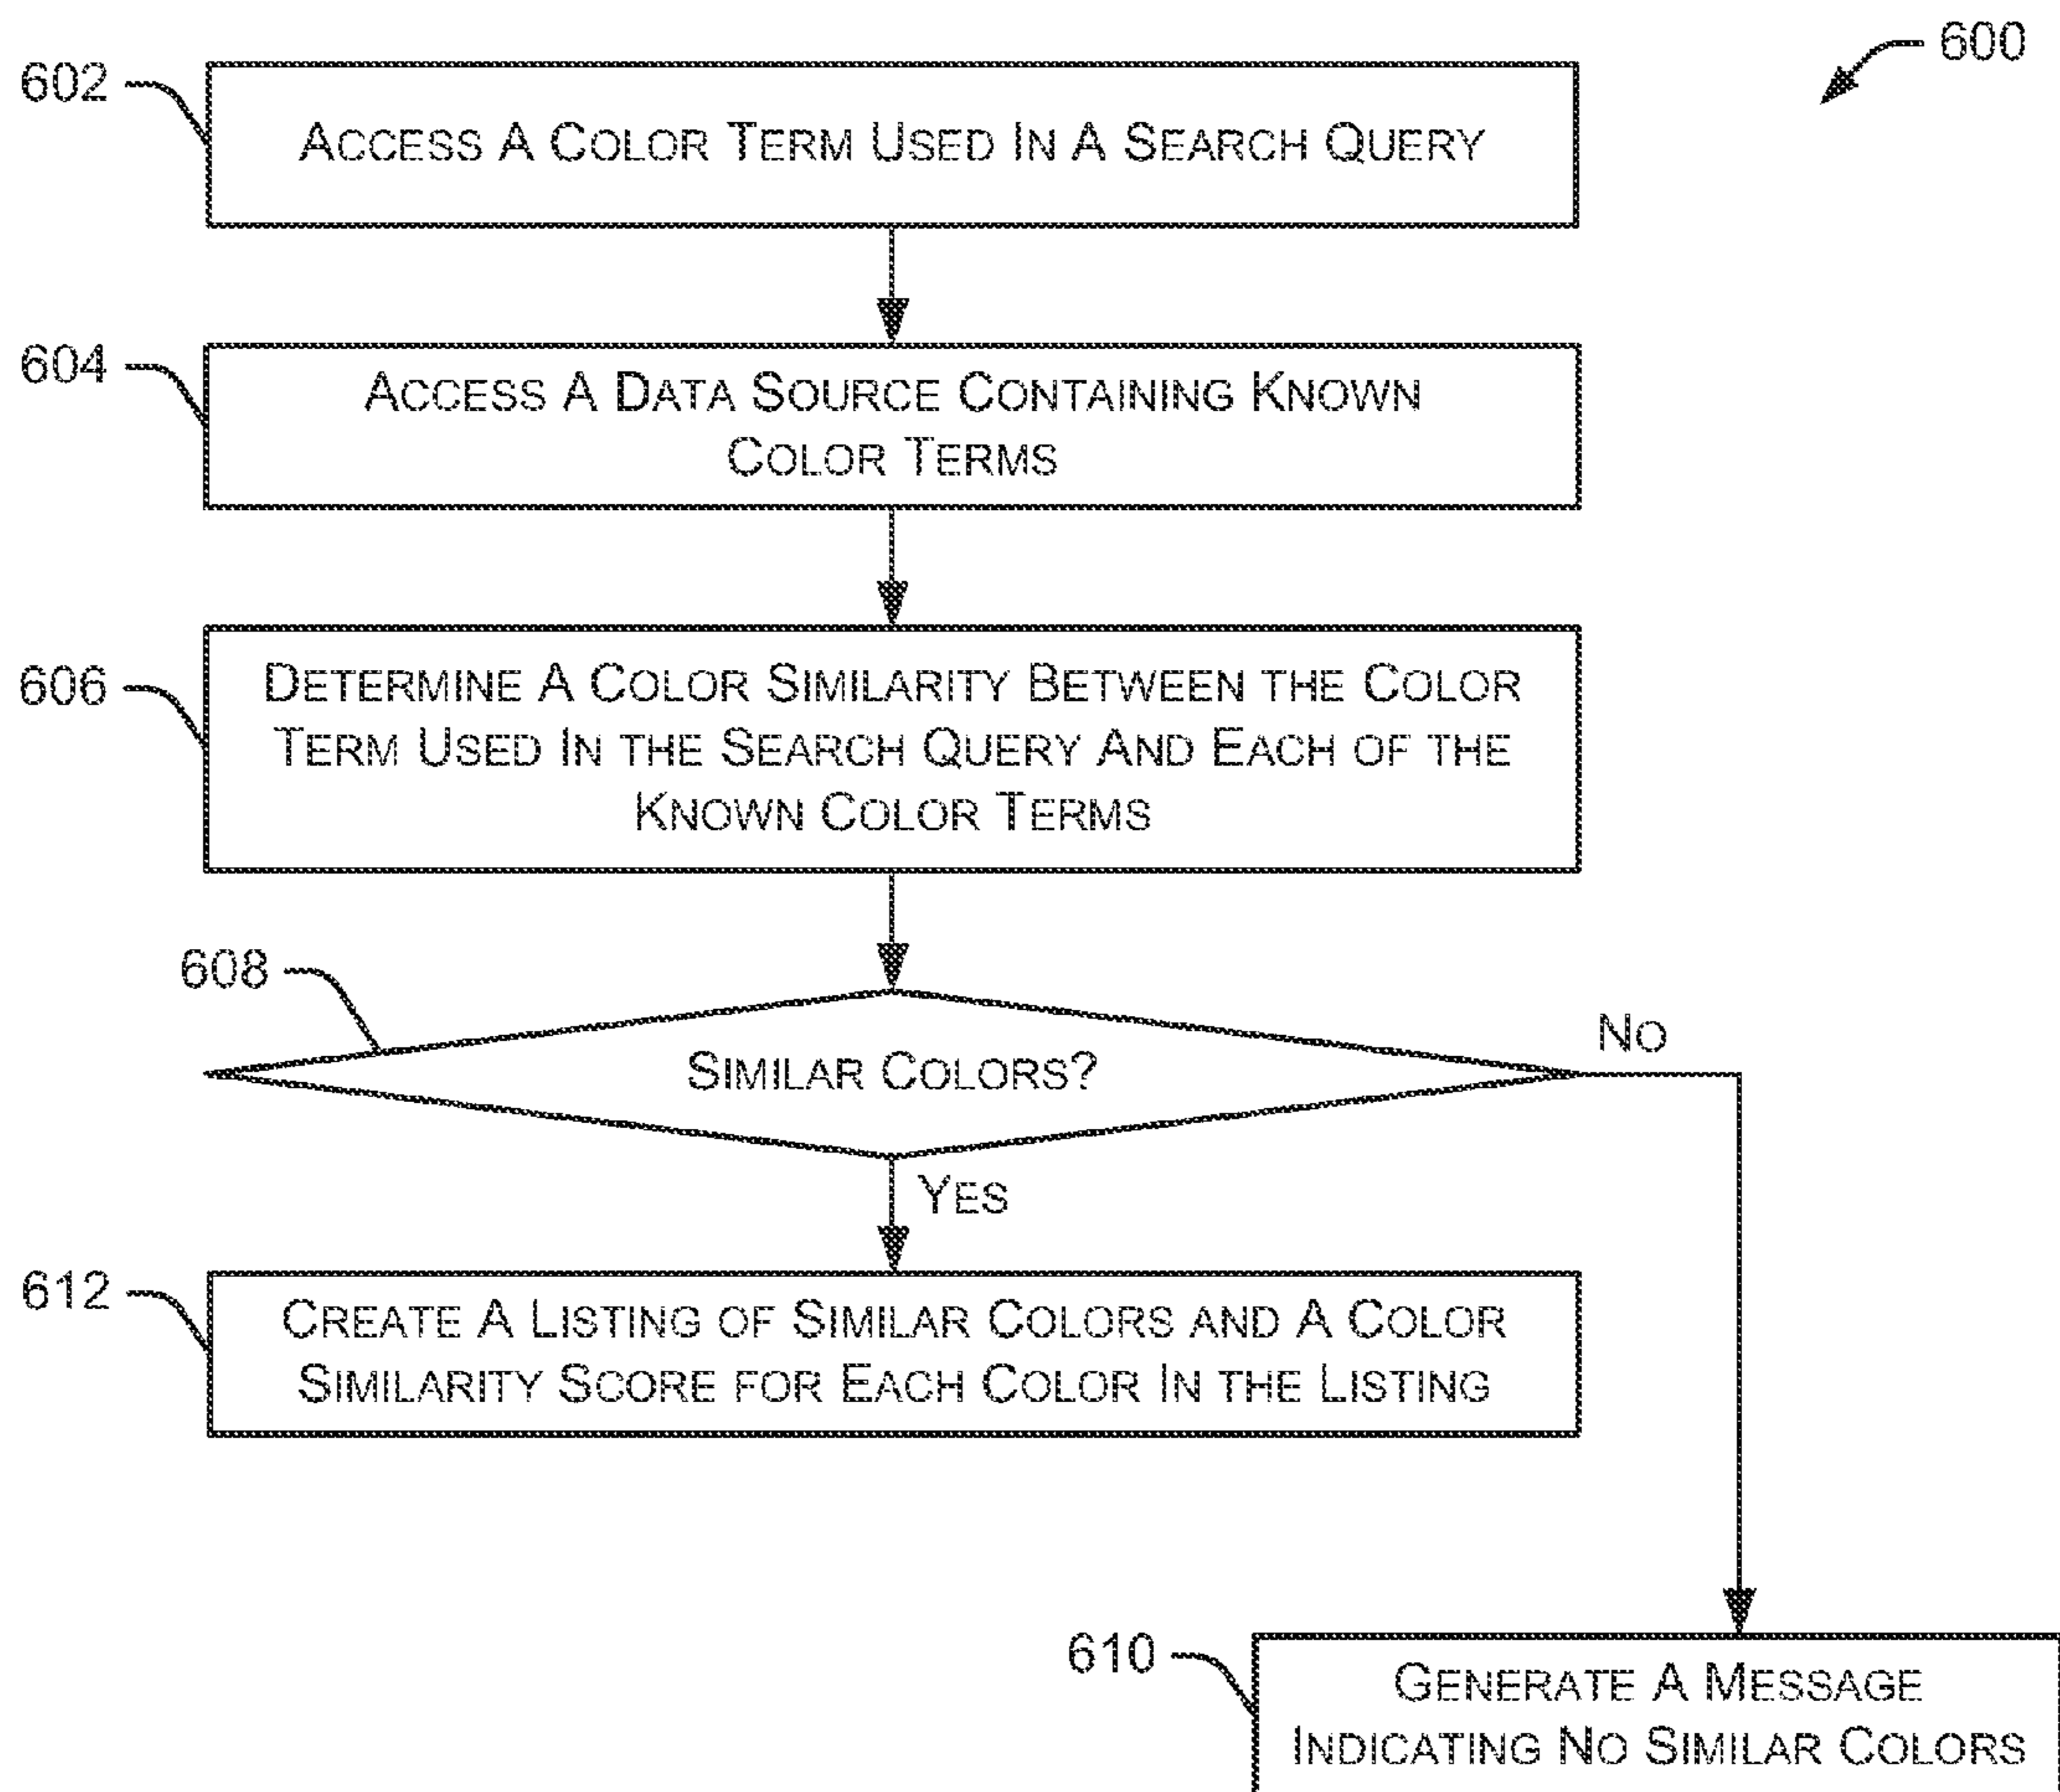 600
602
ACCESS A COLOR TERM USED IN A SEARCH QUERY
604
ACCESS A DATA SOURCE CONTAINING KNOWN
COLOR TERMS
606
DETERMINE A COLOR SIMILARITY BETWEEN THE COLOR
TERM USED IN THE SEARCH QUERY AND EACH OF THE
KNOWN COLOR TERMS
608
SIMILAR COLORS?
NO
YES
612
CREATE A LISTING OF SIMILAR COLORS AND A COLOR
SIMILARITY SCORE FOR EACH COLOR IN THE LISTING
610
GENERATE A MESSAGE
INDICATING NO SIMILAR COLORS